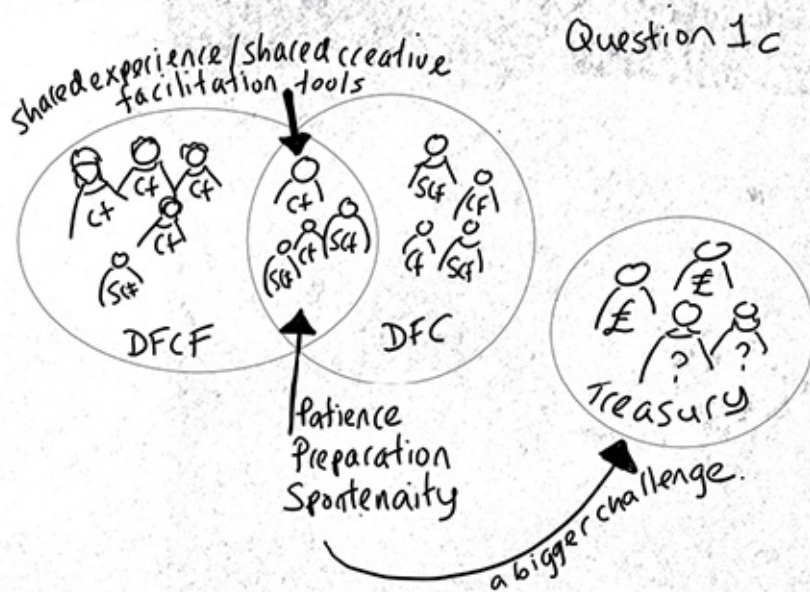 Question 1c
shared experience/shared creative
facilitation tools
Cf
Cf
Cf
Cf
Scf
DFCF
Cf
Cf
Scf
Scf
Scf
Cf
Cf
Scf
DFC
£
£
?
?
Treasury
Patience
Preparation
Spontenaity
a bigger challenge.